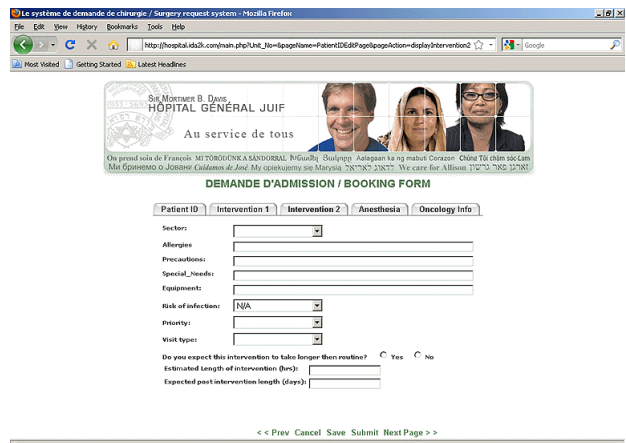 Le système de demande de chirurgie / Surgery request system - Mozilla Firefox
File Edit View History Bookmarks Tools Help
http://hospital.ida2k.com/main.php?Unit_No=&pageName=PatientIDEditPage&pageAction=displayIntervention2
Google
Most Visited Getting Started Latest Headlines
SIR MORTIMER B. DAVIS
HÔPITAL GÉNÉRAL JUIF
Au service de tous
On prend soin de François MI TÖRÖDÜNK A SÁNDORRAL Aalagaan ka ng mabuti Corazon Chúng Tôi chăm sóc Lam
Ми бринемо о Јовани Cuidamos de José My opiekujemy się Marysią לדאוג לאריאל We care for Allison
DEMANDE D'ADMISSION / BOOKING FORM
Patient ID Intervention 1 Intervention 2 Anesthesia Oncology Info
Sector:
Allergies
Precautions:
Special_Needs:
Equipment:
Risk of infection: N/A
Priority:
Visit type:
Do you expect this intervention to take longer then routine? Yes No
Estimated Length of intervention (hrs):
Expected post intervention length (days):
< < Prev Cancel Save Submit Next Page > >